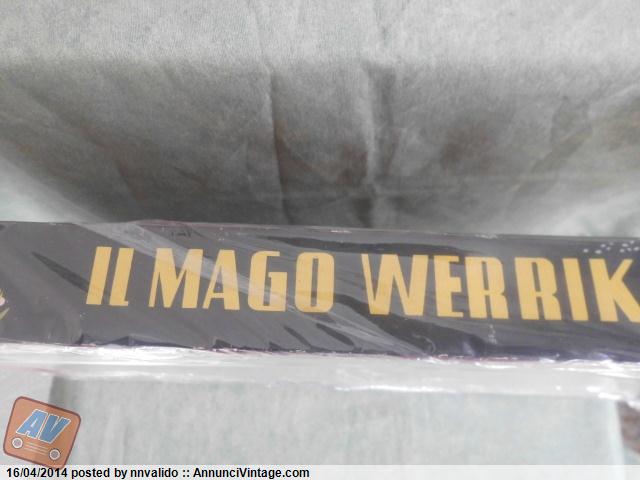 IL MAGO WERRIK
AV
16/04/2014 posted by nnvalido :: AnnunciVintage.com